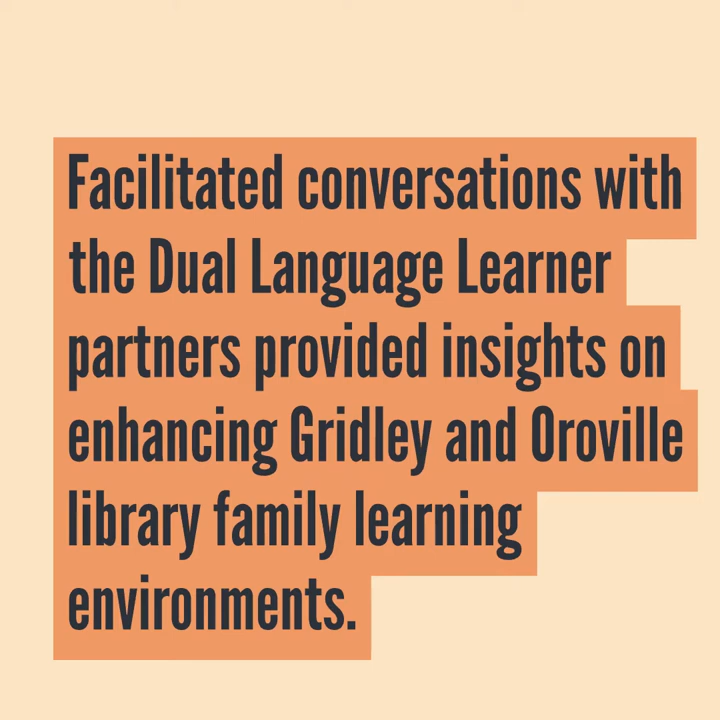 Facilitated conversations with
the Dual Language Learner
partners provided insights on
enhancing Gridley and Oroville
library family learning
environments.